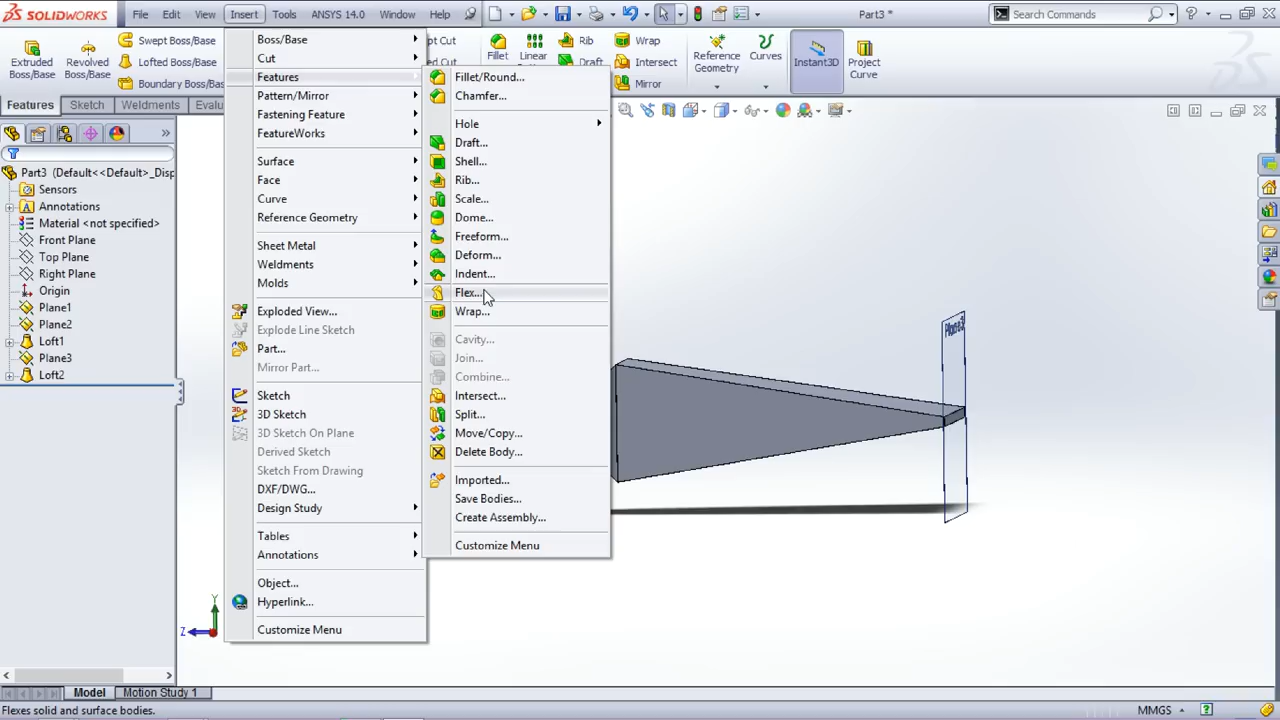 SOLIDWORKS File Edit View Insert Tools ANSYS 14.0 Window Help Part3 * Search Commands
Extruded Boss/Base
Revolved Boss/Base
Swept Boss/Base
Lofted Boss/Base
Boundary Boss/Base
pt Cut
ed Cut
Fillet
Linear
Rib
Draft
Wrap
Intersect
Mirror
Reference Geometry
Curves
Instant3D
Project Curve
Features Sketch Weldments Evalu
Part3 (Default<<Default>_Disp
Sensors
Annotations
Material <not specified>
Front Plane
Top Plane
Right Plane
Origin
Plane1
Plane2
Loft1
Plane3
Loft2
Boss/Base
Cut
Features
Pattern/Mirror
Fastening Feature
FeatureWorks
Surface
Face
Curve
Reference Geometry
Sheet Metal
Weldments
Molds
Exploded View...
Explode Line Sketch
Part...
Mirror Part...
Sketch
3D Sketch
3D Sketch On Plane
Derived Sketch
Sketch From Drawing
DXF/DWG...
Design Study
Tables
Annotations
Object...
Hyperlink...
Customize Menu
Fillet/Round...
Chamfer...
Hole
Draft...
Shell...
Rib...
Scale...
Dome...
Freeform...
Deform...
Indent...
Flex...
Wrap...
Cavity...
Join...
Combine...
Intersect...
Split...
Move/Copy...
Delete Body...
Imported...
Save Bodies...
Create Assembly...
Customize Menu
Plane3
Y
Z
Model Motion Study 1
Flexes solid and surface bodies. MMGS